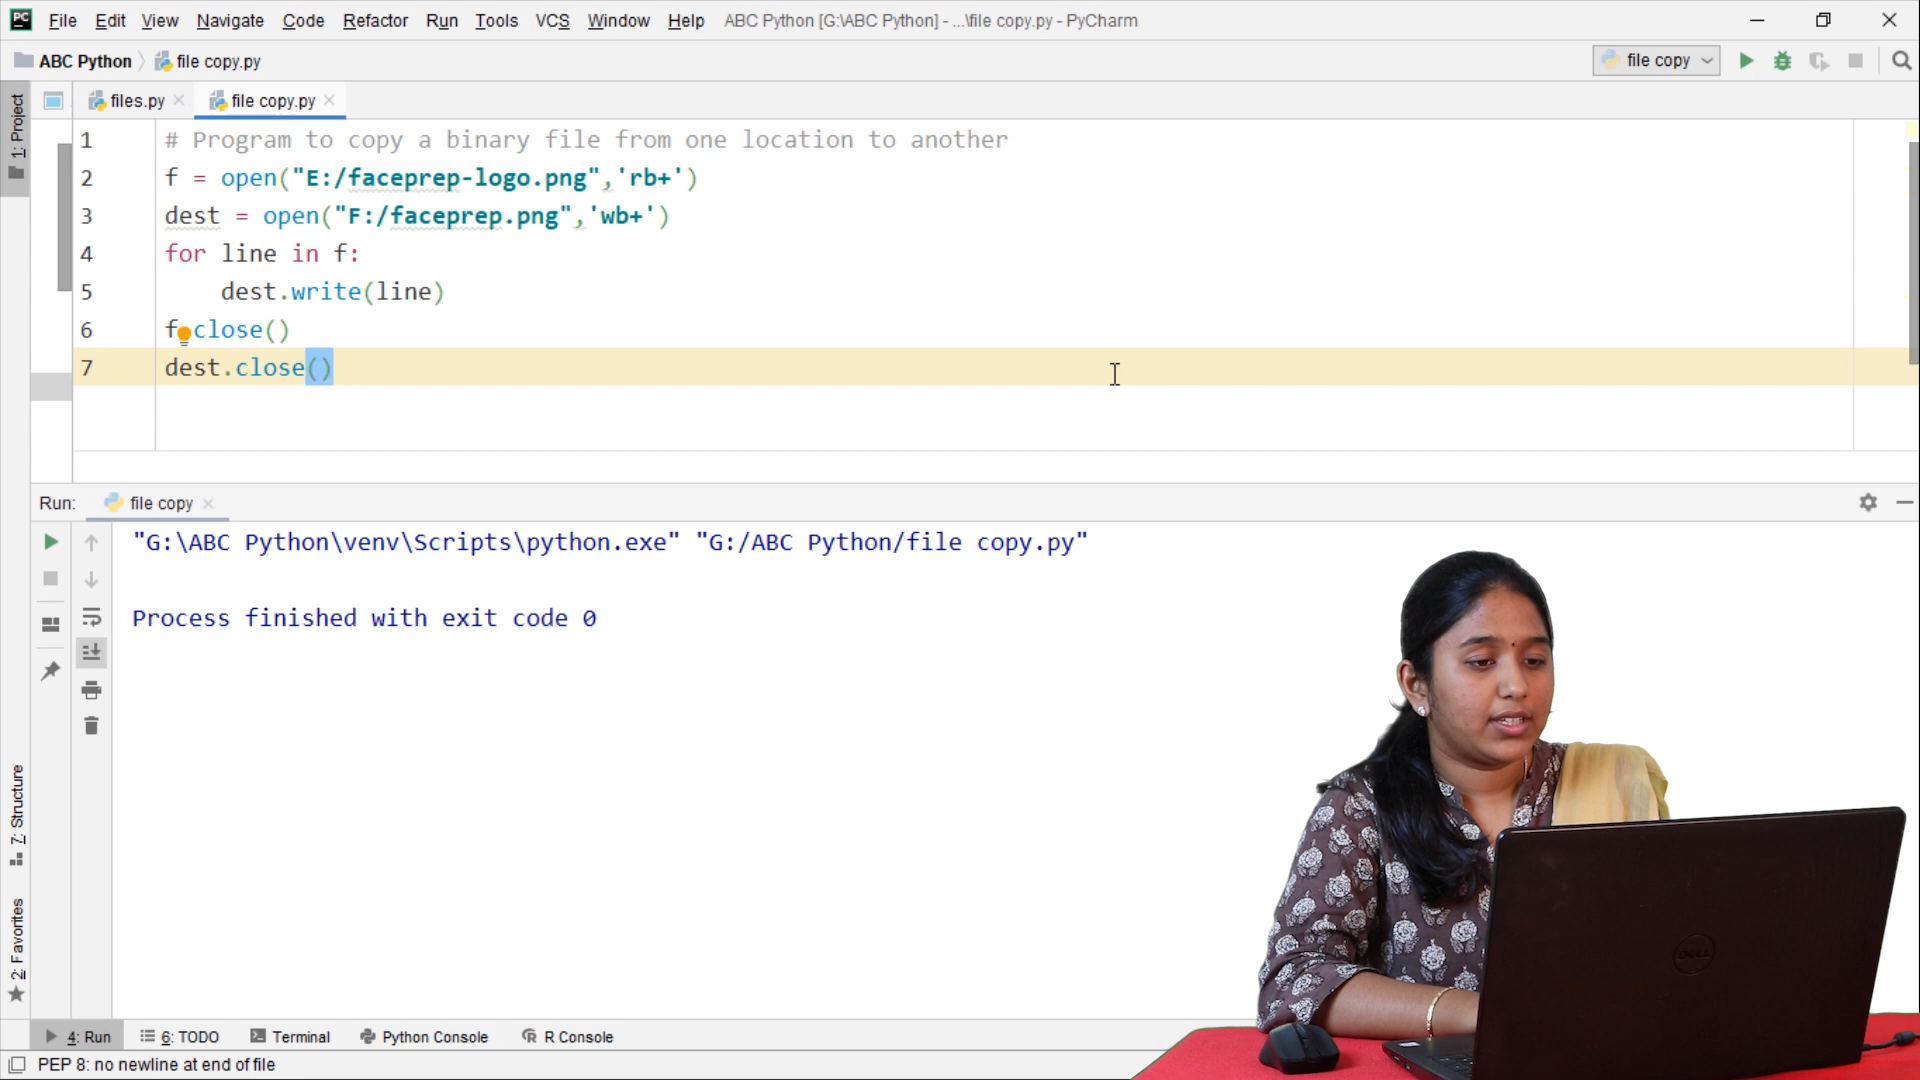 File Edit View Navigate Code Refactor Run Tools VCS Window Help ABC Python [G:\ABC Python] - ...\file copy.py - PyCharm
ABC Python file copy.py file copy
files.py file copy.py
1: Project
1 # Program to copy a binary file from one location to another
2 f = open("E:/faceprep-logo.png",'rb+')
3 dest = open("F:/faceprep.png",'wb+')
4 for line in f:
5 dest.write(line)
6 f close()
7 dest.close()
Run: file copy
"G:\ABC Python\venv\Scripts\python.exe" "G:/ABC Python/file copy.py"
Process finished with exit code 0
7: Structure
2: Favorites
4: Run 6: TODO Terminal Python Console R Console
PEP 8: no newline at end of file
PC
DELL